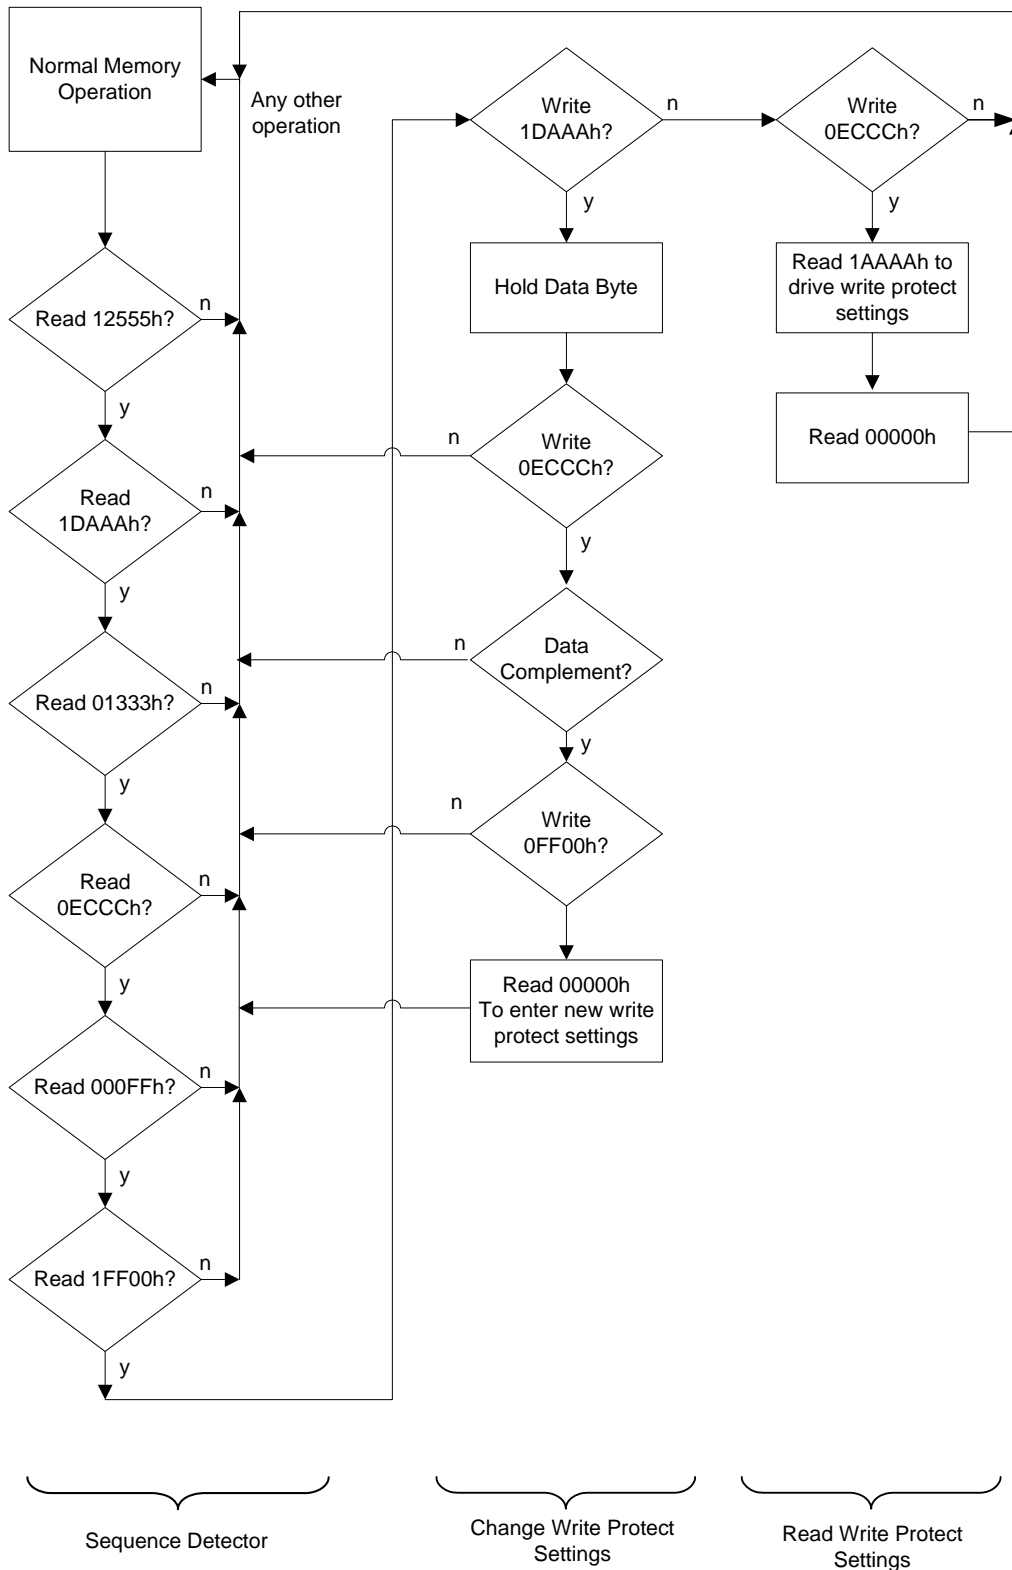 Normal Memory
Operation
Any other
operation
Read 12555h?
n
y
Read
1DAAAh?
n
y
Read 01333h?
n
y
Read
0ECCCh?
n
y
Read 000FFh?
n
y
Read 1FF00h?
n
y
Write
1DAAAh?
n
y
Hold Data Byte
Write
0ECCCh?
n
y
Data
Complement?
n
y
Write
0FF00h?
n
Read 00000h
To enter new write
protect settings
Write
0ECCCh?
n
y
Read 1AAAAh to
drive write protect
settings
Read 00000h
Sequence Detector
Change Write Protect
Settings
Read Write Protect
Settings